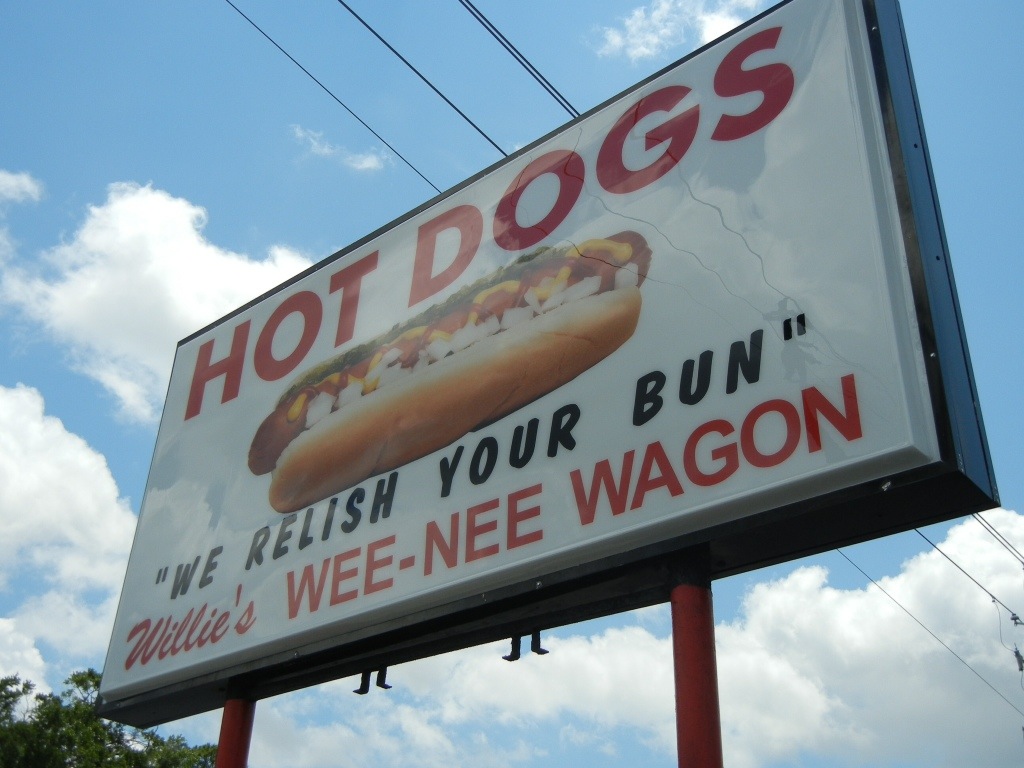 HOT DOGS
"WE RELISH YOUR BUN"
Willie's WEE-NEE WAGON